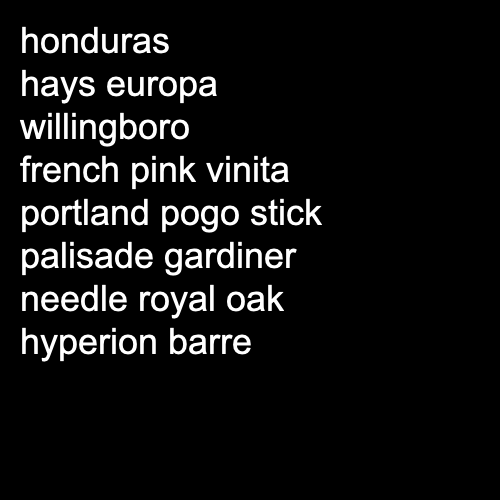 honduras
hays europa
willingboro
french pink vinita
portland pogo stick
palisade gardiner
needle royal oak
hyperion barre